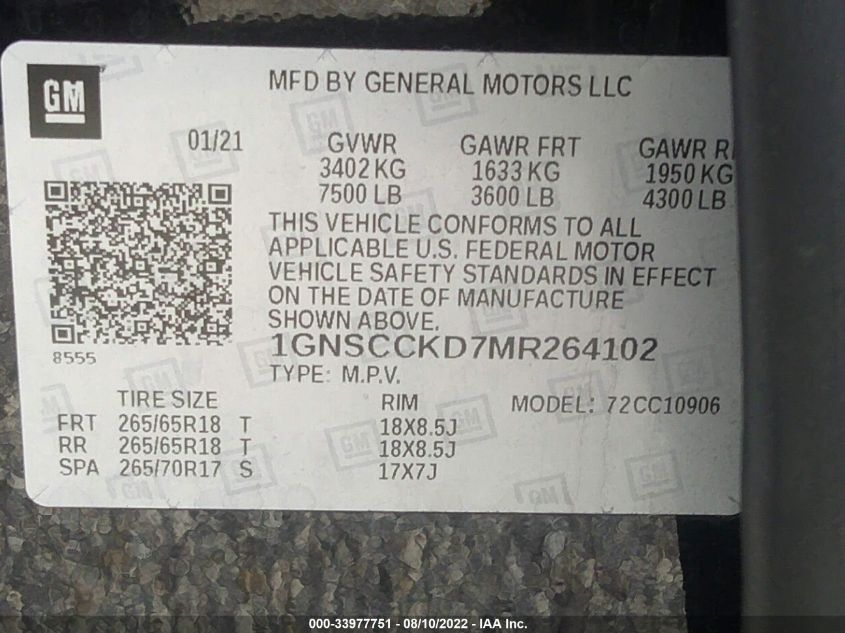 GM
MFD BY GENERAL MOTORS LLC
01/21 GVWR GAWR FRT GAWR
3402 KG 1633 KG 1950 KG
7500 LB 3600 LB 4300 LB
THIS VEHICLE CONFORMS TO ALL
APPLICABLE U.S. FEDERAL MOTOR
VEHICLE SAFETY STANDARDS IN EFFECT
ON THE DATE OF MANUFACTURE
SHOWN ABOVE.
8555
1GNSCCKD7MR264102
TYPE: M.P.V.
TIRE SIZE RIM MODEL: 72CC10906
FRT 265/65R18 T 18X8.5J
RR 265/65R18 T 18X8.5J
SPA 265/70R17 S 17X7J
000-33977751 - 08/10/2022 - IAA Inc.